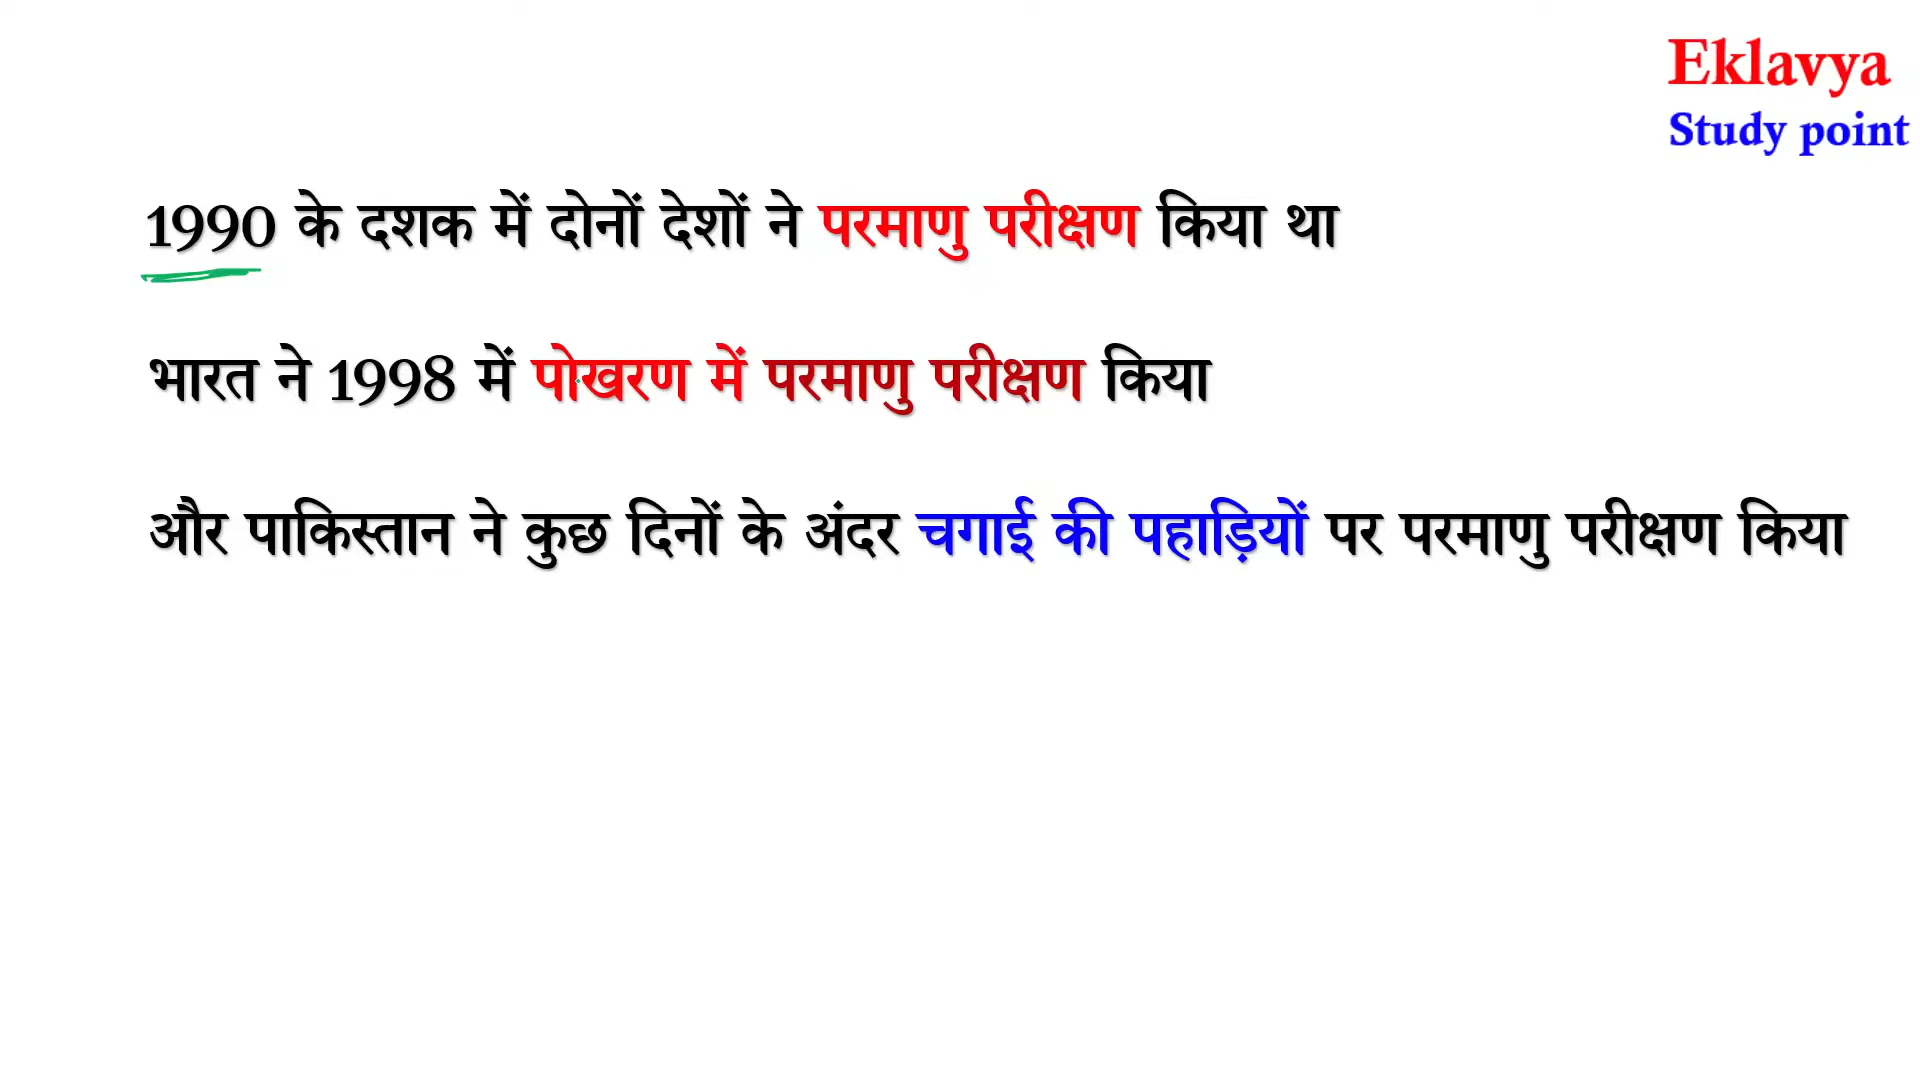 Eklavya
Study point
1990 के दशक में दोनों देशों ने परमाणु परीक्षण किया था
भारत ने 1998 में पोखरण में परमाणु परीक्षण किया
और पाकिस्तान ने कुछ दिनों के अंदर चगाई की पहाड़ियों पर परमाणु परीक्षण किया